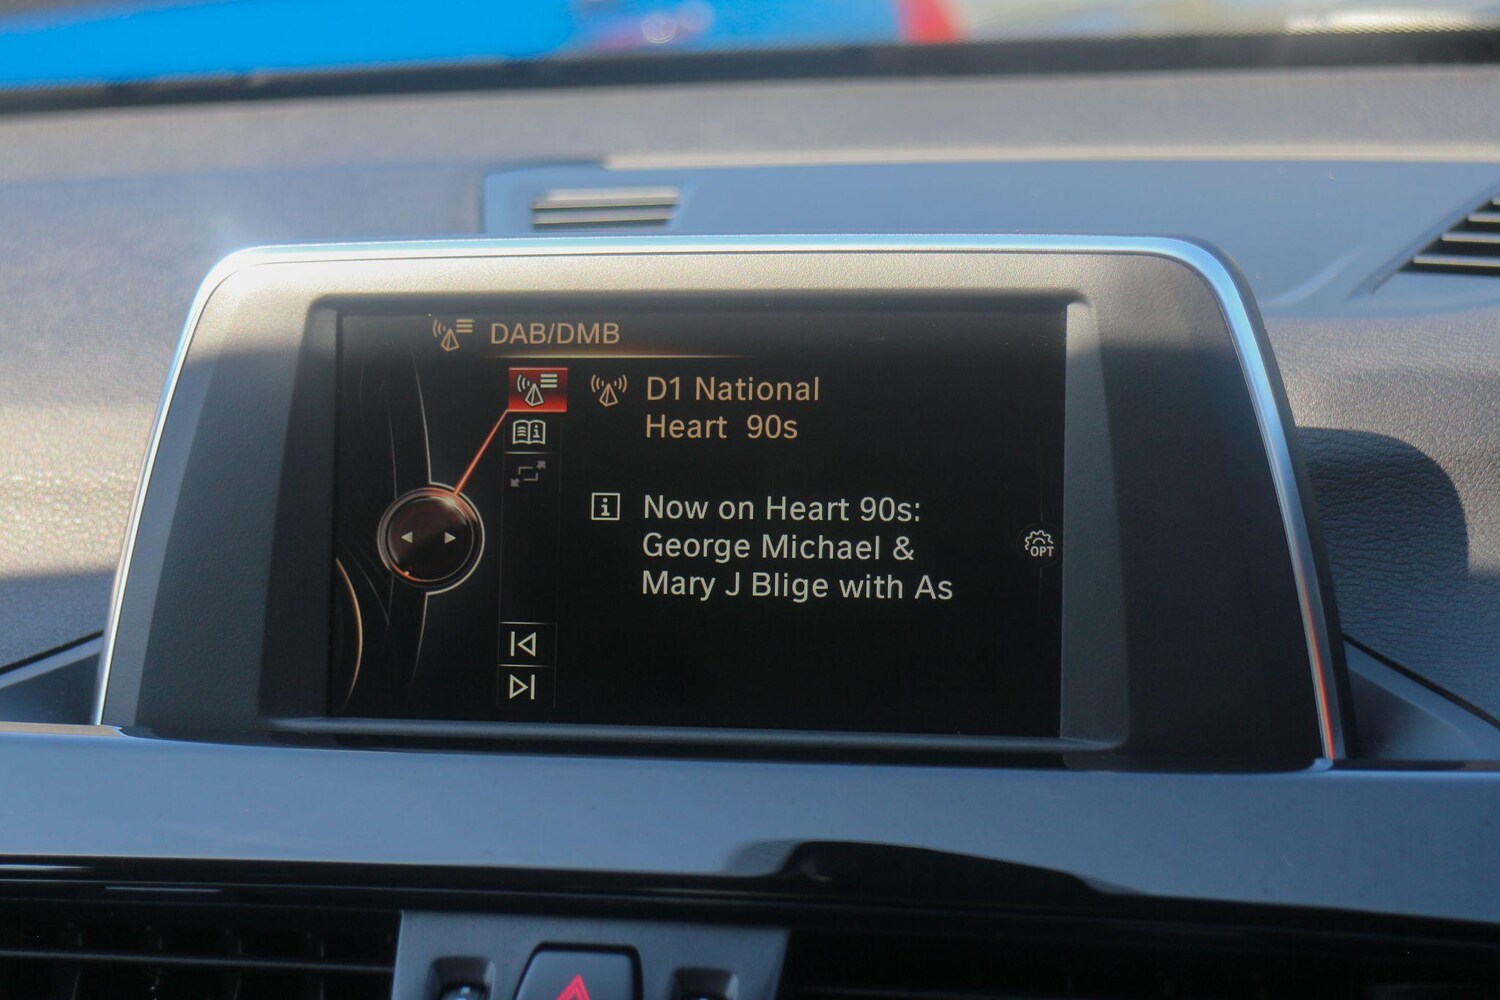 DAB/DMB
D1 National
Heart 90s
Now on Heart 90s:
George Michael &
Mary J Blige with As
OPT